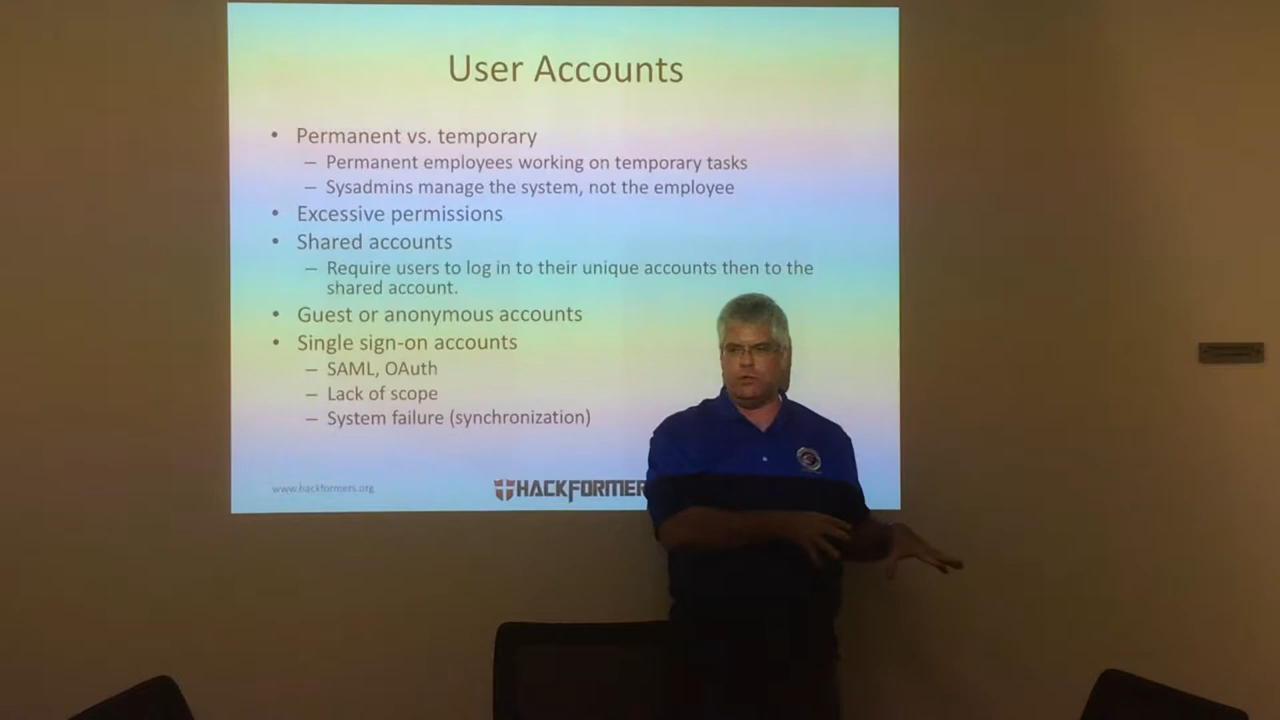 User Accounts
• Permanent vs. temporary
– Permanent employees working on temporary tasks
– Sysadmins manage the system, not the employee
• Excessive permissions
• Shared accounts
– Require users to log in to their unique accounts then to the
shared account.
• Guest or anonymous accounts
• Single sign-on accounts
– SAML, OAuth
– Lack of scope
– System failure (synchronization)
www.hackformers.org
HACKFORMER